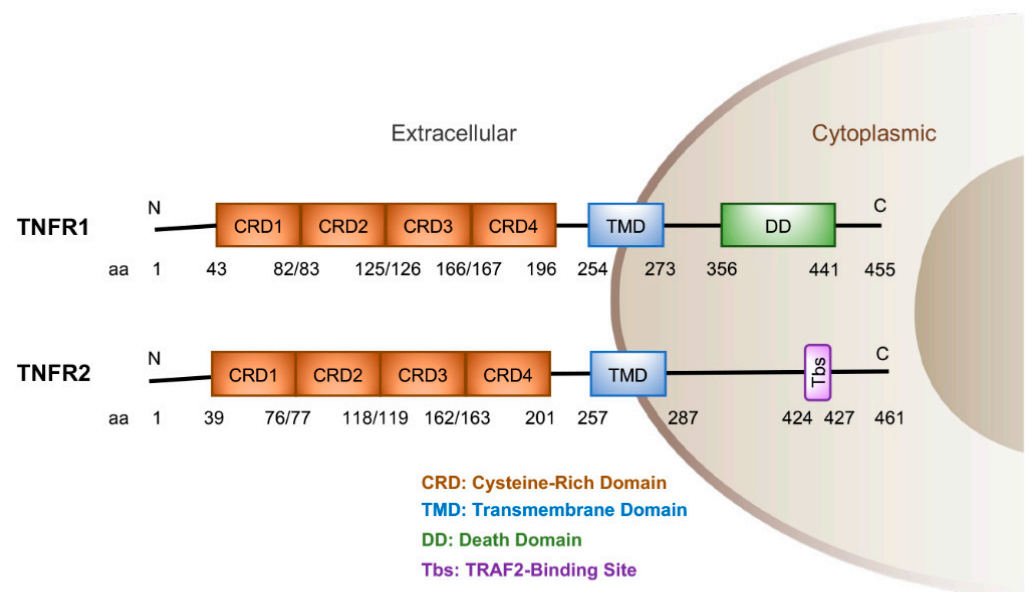 Extracellular Cytoplasmic
N C
TNFR1 CRD1 CRD2 CRD3 CRD4 TMD DD
aa 1 43 82/83 125/126 166/167 196 254 273 356 441 455
N C
TNFR2 CRD1 CRD2 CRD3 CRD4 TMD Tbs
aa 1 39 76/77 118/119 162/163 201 257 287 424 427 461
CRD: Cysteine-Rich Domain
TMD: Transmembrane Domain
DD: Death Domain
Tbs: TRAF2-Binding Site